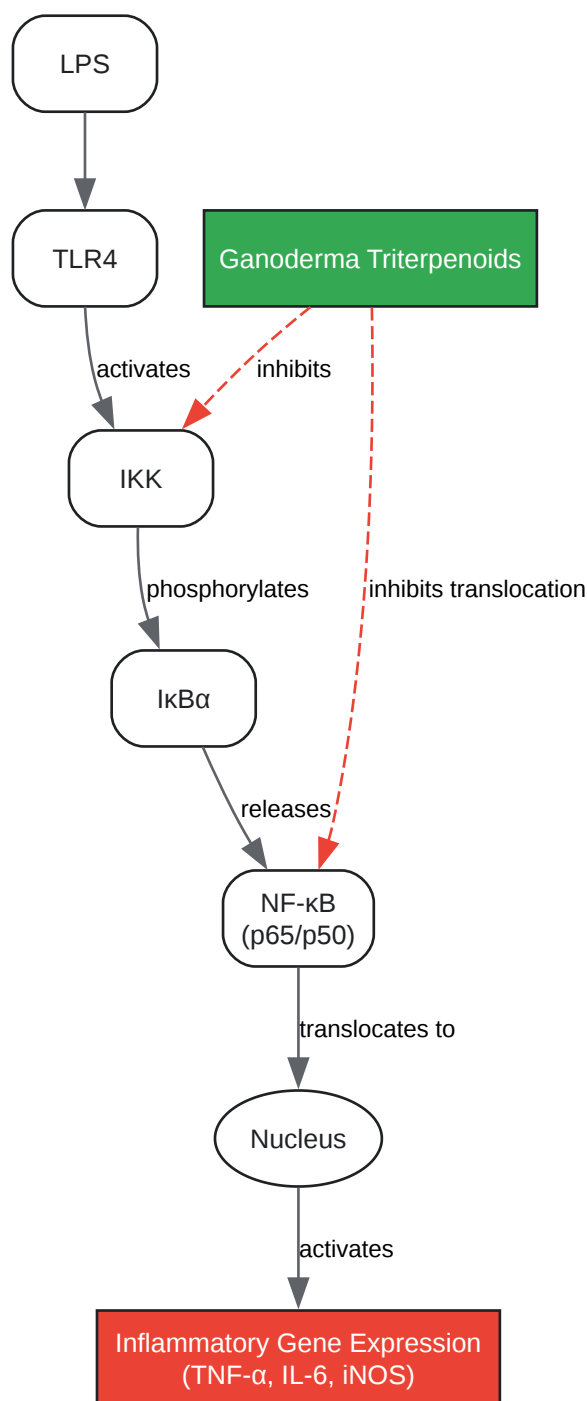 LPS
TLR4
Ganoderma Triterpenoids
activates
inhibits
IKK
phosphorylates
inhibits translocation
IκBα
releases
NF-κB
(p65/p50)
translocates to
Nucleus
activates
Inflammatory Gene Expression
(TNF-α, IL-6, iNOS)